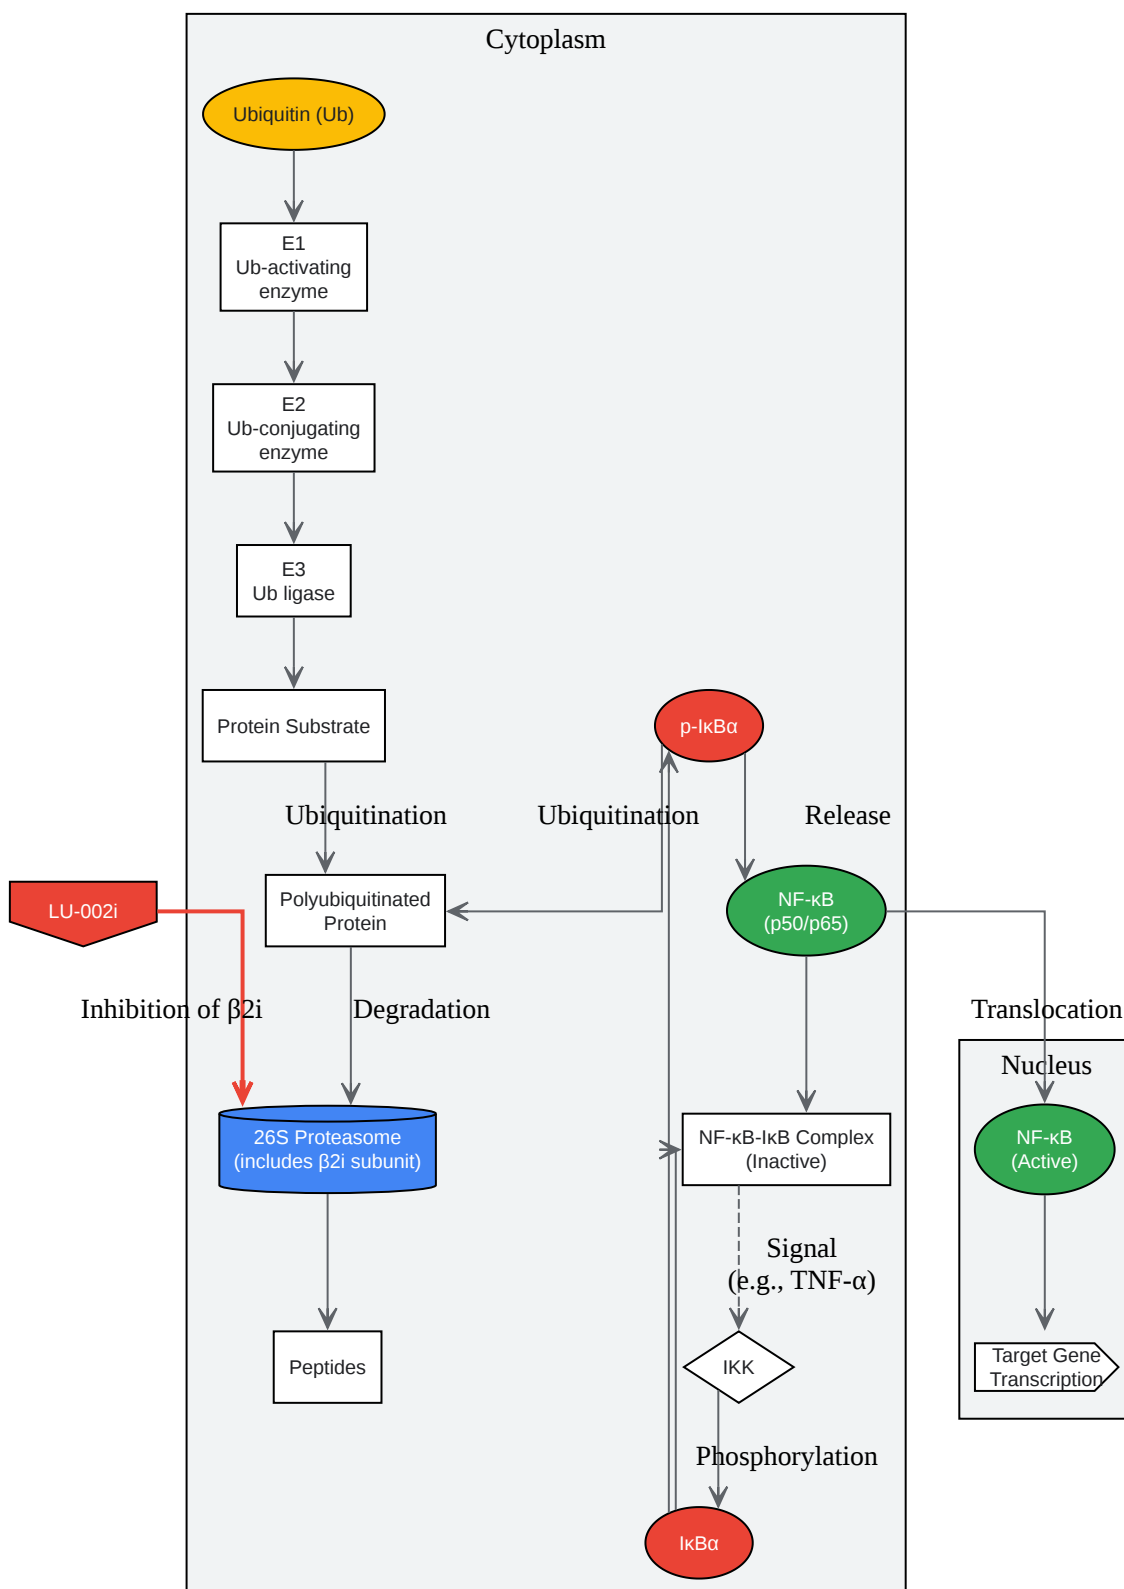 Cytoplasm
Ubiquitin (Ub)
E1
Ub-activating
enzyme
E2
Ub-conjugating
enzyme
E3
Ub ligase
Protein Substrate
p-IκBα
Ubiquitination
Ubiquitination
Release
LU-002i
Polyubiquitinated
Protein
NF-κB
(p50/p65)
Inhibition of β2i
Degradation
Translocation
Nucleus
26S Proteasome
(includes β2i subunit)
NF-κB-IκB Complex
(Inactive)
NF-κB
(Active)
Signal
(e.g., TNF-α)
Peptides
IKK
Target Gene
Transcription
Phosphorylation
IκBα